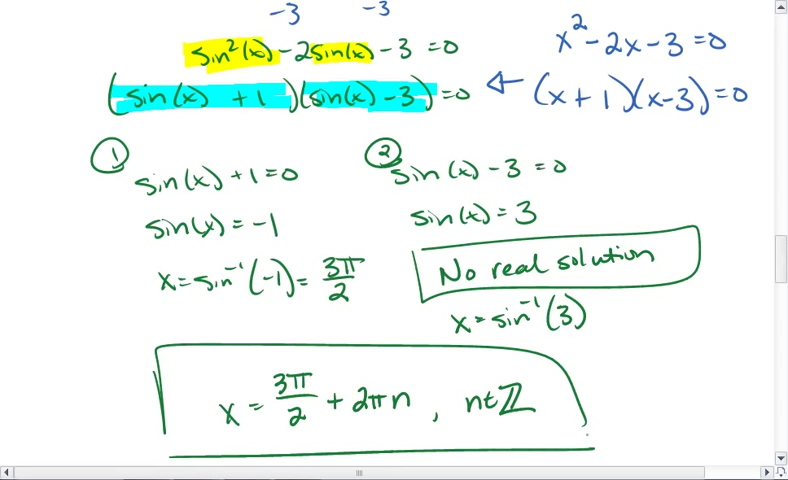 -3 -3
sin²(x) - 2sin(x) - 3 = 0
x² - 2x - 3 = 0
(sin(x) + 1)(sin(x) - 3) = 0 ← (x + 1)(x - 3) = 0
①
sin(x) + 1 = 0
sin(x) = -1
x = sin⁻¹(-1) = 3π/2
②
sin(x) - 3 = 0
sin(x) = 3
No real solution
x = sin⁻¹(3)
x = 3π/2 + 2πn , n∈ℤ